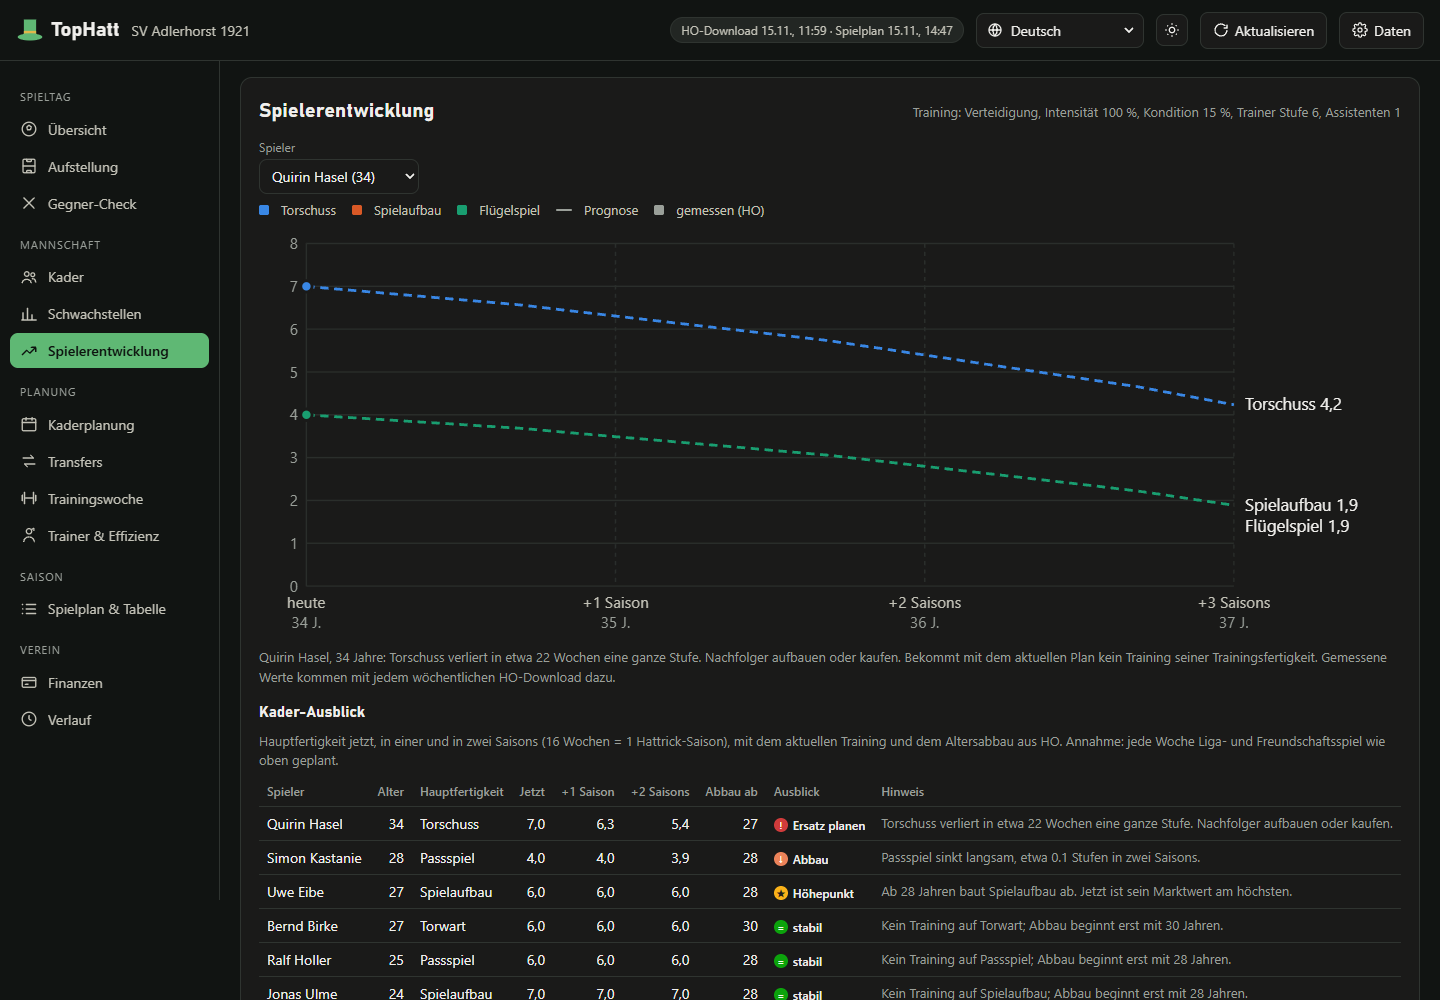 TopHatt SV Adlerhorst 1921
HO-Download 15.11., 11:59 · Spielplan 15.11., 14:47
Deutsch
Aktualisieren
Daten
SPIELTAG
Übersicht
Aufstellung
Gegner-Check
MANNSCHAFT
Kader
Schwachstellen
Spielerentwicklung
PLANUNG
Kaderplanung
Transfers
Trainingswoche
Trainer & Effizienz
SAISON
Spielplan & Tabelle
VEREIN
Finanzen
Verlauf
Spielerentwicklung
Training: Verteidigung, Intensität 100 %, Kondition 15 %, Trainer Stufe 6, Assistenten 1
Spieler
Quirin Hasel (34)
Torschuss Spielaufbau Flügelspiel Prognose gemessen (HO)
8
7
6
5
4
3
2
1
0
Torschuss 4,2
Spielaufbau 1,9
Flügelspiel 1,9
heute +1 Saison +2 Saisons +3 Saisons
34 J. 35 J. 36 J. 37 J.
Quirin Hasel, 34 Jahre: Torschuss verliert in etwa 22 Wochen eine ganze Stufe. Nachfolger aufbauen oder kaufen. Bekommt mit dem aktuellen Plan kein Training seiner Trainingsfertigkeit. Gemessene
Werte kommen mit jedem wöchentlichen HO-Download dazu.
Kader-Ausblick
Hauptfertigkeit jetzt, in einer und in zwei Saisons (16 Wochen = 1 Hattrick-Saison), mit dem aktuellen Training und dem Altersabbau aus HO. Annahme: jede Woche Liga- und Freundschaftsspiel wie
oben geplant.
Spieler Alter Hauptfertigkeit Jetzt +1 Saison +2 Saisons Abbau ab Ausblick Hinweis
Quirin Hasel 34 Torschuss 7,0 6,3 5,4 27 Ersatz planen Torschuss verliert in etwa 22 Wochen eine ganze Stufe. Nachfolger aufbauen oder kaufen.
Simon Kastanie 28 Passspiel 4,0 4,0 3,9 28 Abbau Passspiel sinkt langsam, etwa 0.1 Stufen in zwei Saisons.
Uwe Eibe 27 Spielaufbau 6,0 6,0 6,0 28 Höhepunkt Ab 28 Jahren baut Spielaufbau ab. Jetzt ist sein Marktwert am höchsten.
Bernd Birke 27 Torwart 6,0 6,0 6,0 30 stabil Kein Training auf Torwart; Abbau beginnt erst mit 30 Jahren.
Ralf Holler 25 Passspiel 6,0 6,0 6,0 28 stabil Kein Training auf Passspiel; Abbau beginnt erst mit 28 Jahren.
Jonas Ulme 24 Spielaufbau 7,0 7,0 7,0 28 stabil Kein Training auf Spielaufbau; Abbau beginnt erst mit 28 Jahren.